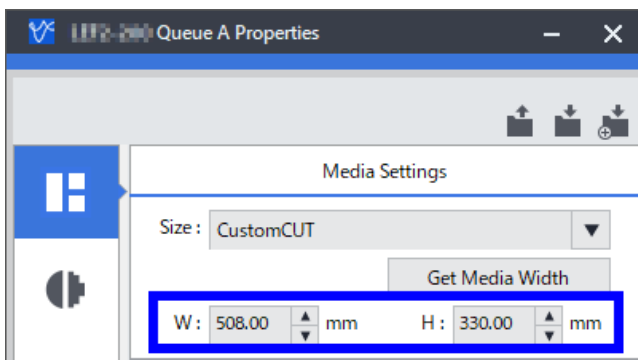 Queue A Properties
Media Settings
Size : CustomCUT
Get Media Width
W : 508.00 mm H : 330.00 mm